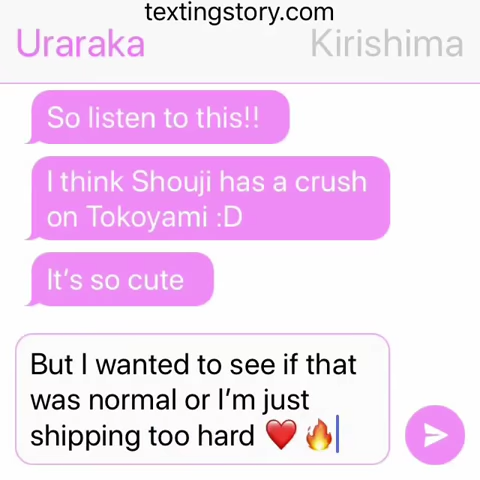 textingstory.com
Uraraka Kirishima
So listen to this!!
I think Shouji has a crush
on Tokoyami :D
It's so cute
But I wanted to see if that
was normal or I'm just
shipping too hard ❤️ 🔥